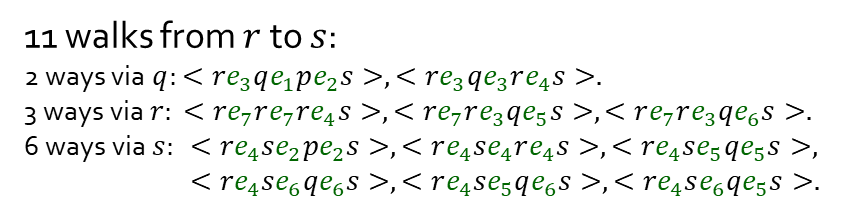 11 walks from r to s:
2 ways via q: < re₃qe₁pe₂s >,< re₃qe₃re₄s >.
3 ways via r: < re₇re₇re₄s >,< re₇re₃qe₅s >,< re₇re₃qe₆s >.
6 ways via s: < re₄se₂pe₂s >,< re₄se₄re₄s >,< re₄se₅qe₅s >,
< re₄se₆qe₆s >,< re₄se₅qe₆s >,< re₄se₆qe₅s >.